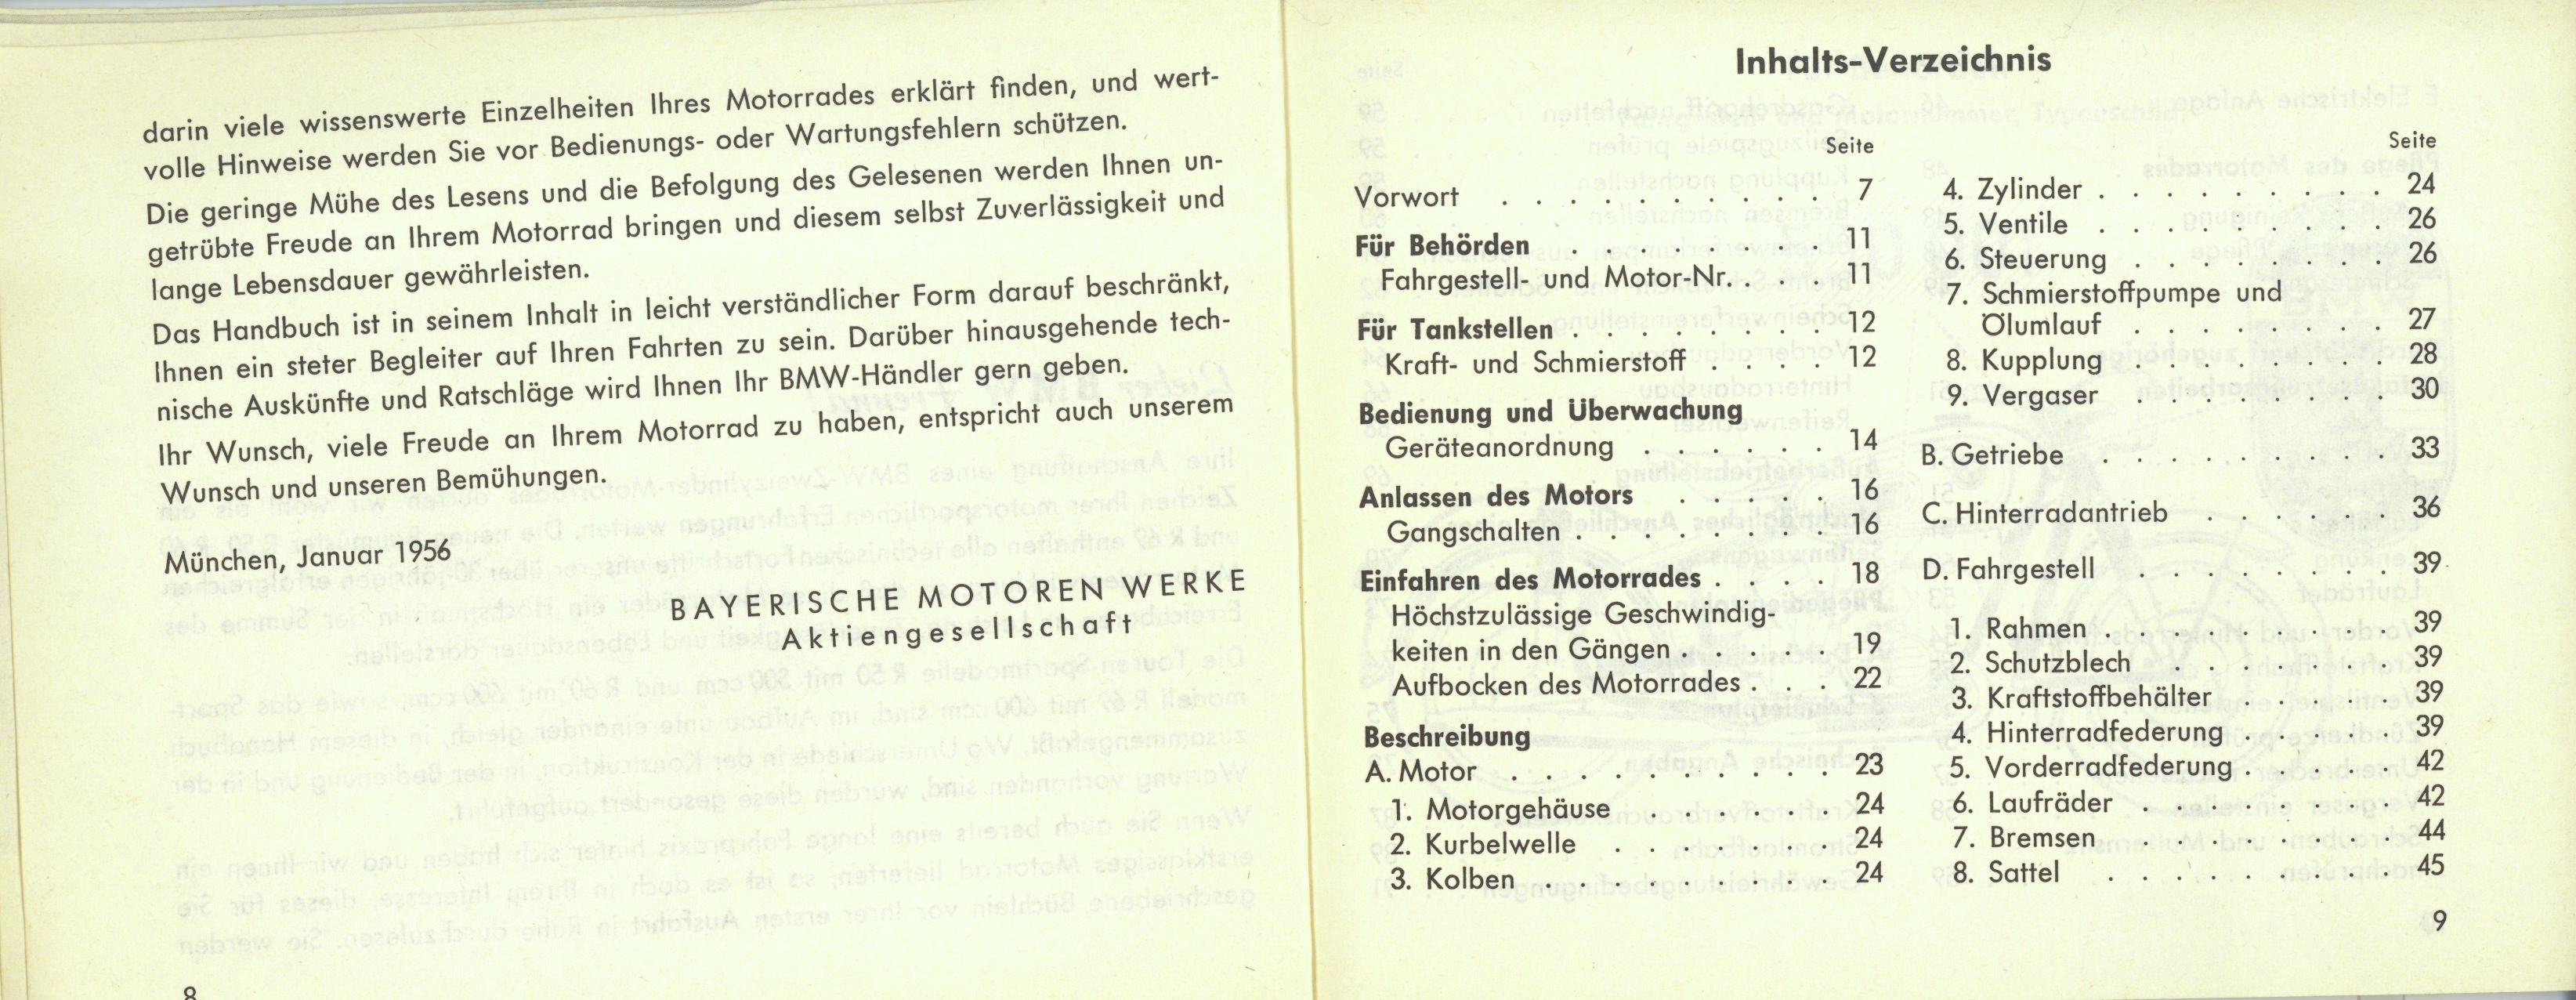 darin viele wissenswerte Einzelheiten Ihres Motorrades erklärt finden, und wert-
volle Hinweise werden Sie vor Bedienungs- oder Wartungsfehlern schützen.
Die geringe Mühe des Lesens und die Befolgung des Gelesenen werden Ihnen un-
getrübte Freude an Ihrem Motorrad bringen und diesem selbst Zuverlässigkeit und
lange Lebensdauer gewährleisten.
Das Handbuch ist in seinem Inhalt in leicht verständlicher Form darauf beschränkt,
Ihnen ein steter Begleiter auf Ihren Fahrten zu sein. Darüber hinausgehende tech-
nische Auskünfte und Ratschläge wird Ihnen Ihr BMW-Händler gern geben.
Ihr Wunsch, viele Freude an Ihrem Motorrad zu haben, entspricht auch unserem
Wunsch und unseren Bemühungen.
München, Januar 1956
BAYERISCHE MOTOREN WERKE
Aktiengesellschaft
8
Inhalts-Verzeichnis
Seite
Vorwort . . . . . . . . . . 7
Für Behörden . . . . . . . . 11
Fahrgestell- und Motor-Nr. . . . . 11
Für Tankstellen . . . . . . . . 12
Kraft- und Schmierstoff . . . . 12
Bedienung und Überwachung
Geräteanordnung . . . . . . 14
Anlassen des Motors . . . . . 16
Gangschalten . . . . . . . . 16
Einfahren des Motorrades . . . . 18
Höchstzulässige Geschwindig-
keiten in den Gängen . . . . . 19
Aufbocken des Motorrades . . . 22
Beschreibung
A. Motor . . . . . . . . . . 23
1. Motorgehäuse . . . . . . 24
2. Kurbelwelle . . . . . . . 24
3. Kolben . . . . . . . . . 24
Seite
4. Zylinder . . . . . . . . . 24
5. Ventile . . . . . . . . . 26
6. Steuerung . . . . . . . . 26
7. Schmierstoffpumpe und
Ölumlauf . . . . . . . . 27
8. Kupplung . . . . . . . . 28
9. Vergaser . . . . . . . . 30
B. Getriebe . . . . . . . . . 33
C. Hinterradantrieb . . . . . . 36
D. Fahrgestell . . . . . . . . 39
1. Rahmen . . . . . . . . . 39
2. Schutzblech . . . . . . . 39
3. Kraftstoffbehälter . . . . . 39
4. Hinterradfederung . . . . . 39
5. Vorderradfederung . . . . . 42
6. Laufräder . . . . . . . . 42
7. Bremsen . . . . . . . . . 44
8. Sattel . . . . . . . . . 45
9